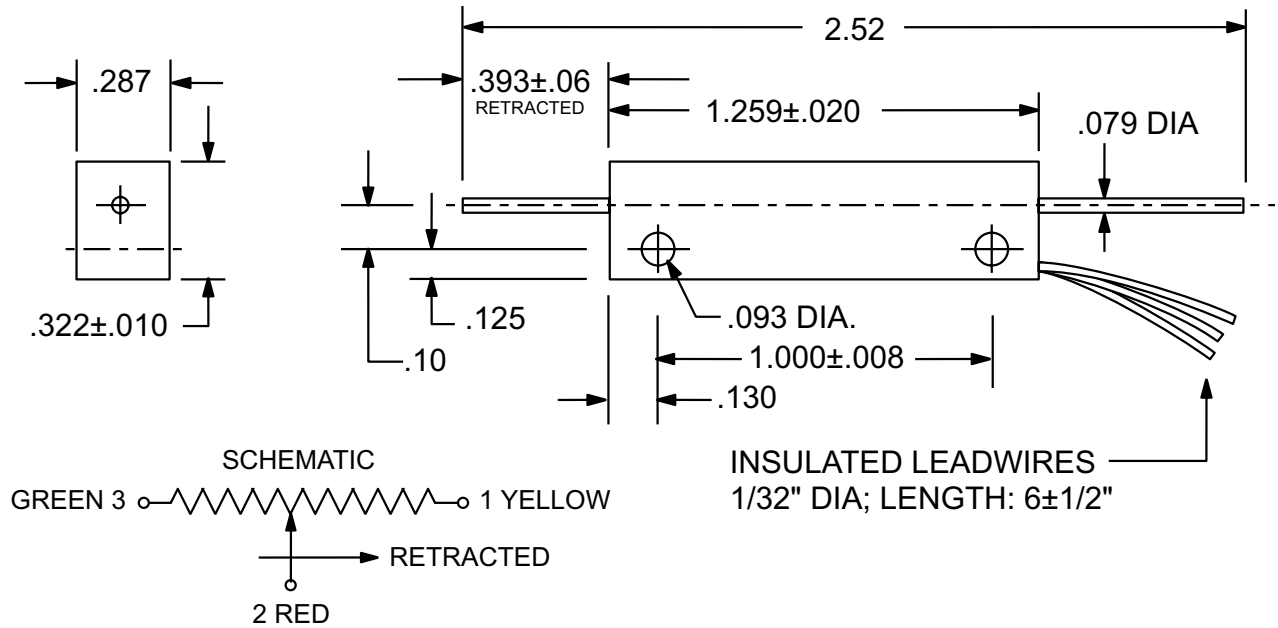 2.52
.287
.393±.06
RETRACTED
1.259±.020
.079 DIA
.322±.010
.125
.093 DIA.
.10
1.000±.008
.130
SCHEMATIC
GREEN 3
1 YELLOW
RETRACTED
2 RED
INSULATED LEADWIRES
1/32" DIA; LENGTH: 6±1/2"